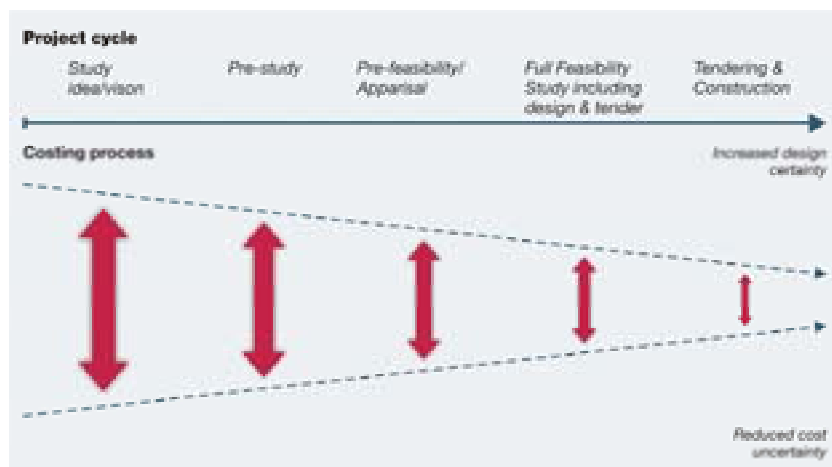 Project cycle
Study
idea/vison
Pre-study
Pre-feasibility/
Apparisal
Full Feasibility
Study including
design & tender
Tendering &
Construction
Costing process
Increased design
certainty
Reduced cost
uncertainty